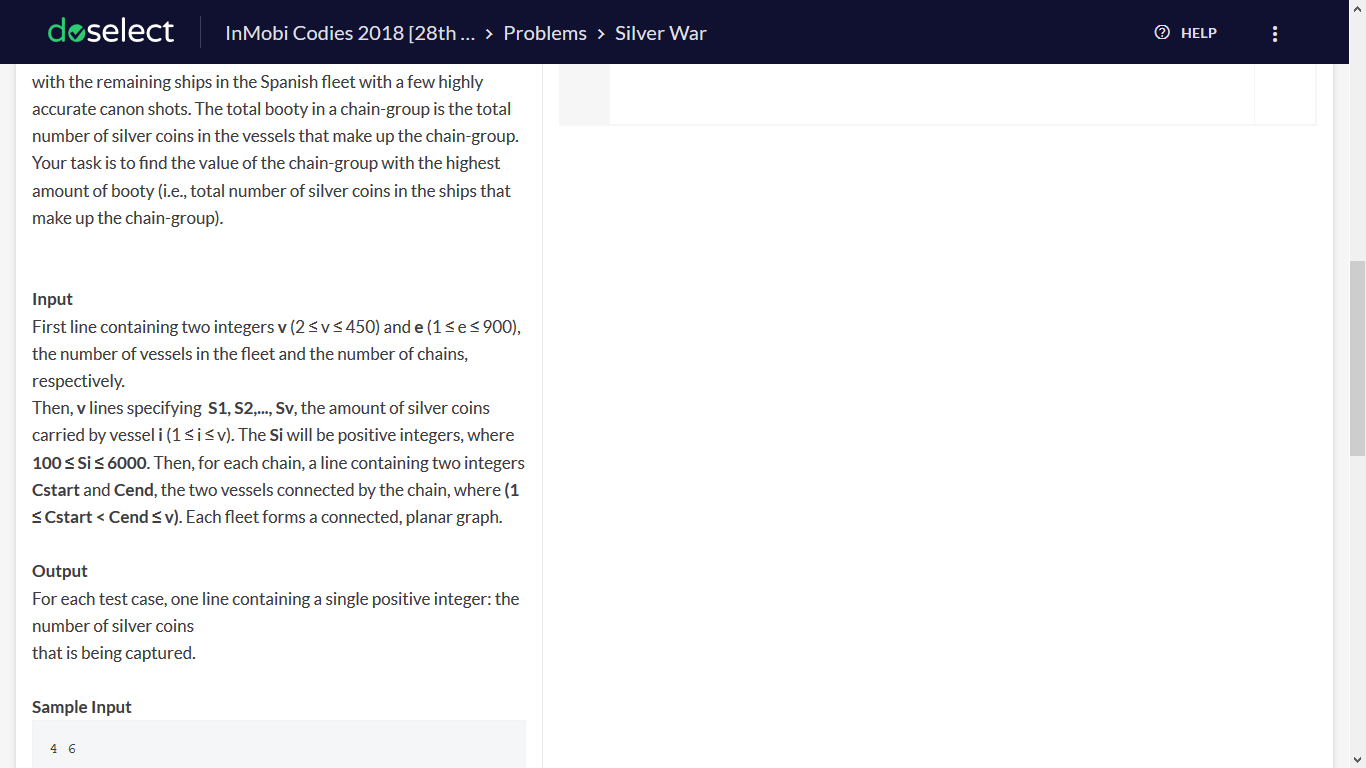 doselect
InMobi Codies 2018 [28th ... > Problems > Silver War
HELP
with the remaining ships in the Spanish fleet with a few highly
accurate canon shots. The total booty in a chain-group is the total
number of silver coins in the vessels that make up the chain-group.
Your task is to find the value of the chain-group with the highest
amount of booty (i.e., total number of silver coins in the ships that
make up the chain-group).
Input
First line containing two integers v (2 ≤ v ≤ 450) and e (1 ≤ e ≤ 900),
the number of vessels in the fleet and the number of chains,
respectively.
Then, v lines specifying S1, S2,..., Sv, the amount of silver coins
carried by vessel i (1 ≤ i ≤ v). The Si will be positive integers, where
100 ≤ Si ≤ 6000. Then, for each chain, a line containing two integers
Cstart and Cend, the two vessels connected by the chain, where (1
≤ Cstart < Cend ≤ v). Each fleet forms a connected, planar graph.
Output
For each test case, one line containing a single positive integer: the
number of silver coins
that is being captured.
Sample Input
4 6